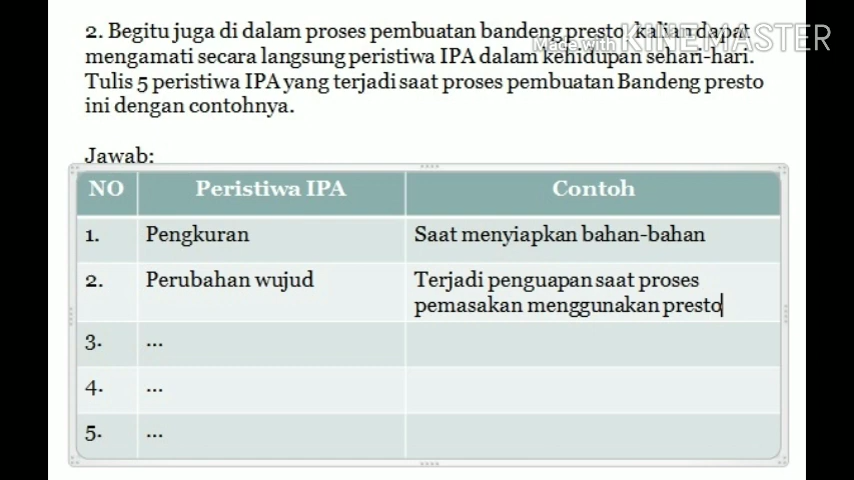 2. Begitu juga di dalam proses pembuatan bandeng presto, kalian dapat
Made with KINEMASTER
mengamati secara langsung peristiwa IPA dalam kehidupan sehari-hari.
Tulis 5 peristiwa IPA yang terjadi saat proses pembuatan Bandeng presto
ini dengan contohnya.
Jawab:
NO Peristiwa IPA Contoh
1. Pengkuran Saat menyiapkan bahan-bahan
2. Perubahan wujud Terjadi penguapan saat proses
pemasakan menggunakan presto
3. ...
4. ...
5. ...